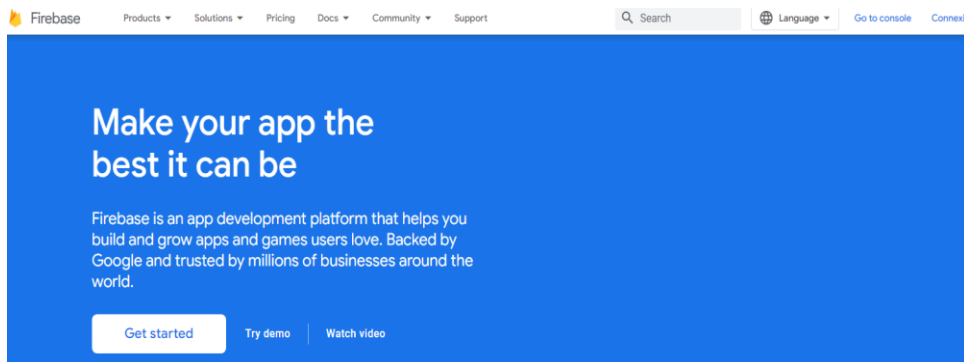 Firebase Products Solutions Pricing Docs Community Support Search Language Go to console Connexi
Make your app the
best it can be
Firebase is an app development platform that helps you
build and grow apps and games users love. Backed by
Google and trusted by millions of businesses around the
world.
Get started Try demo Watch video